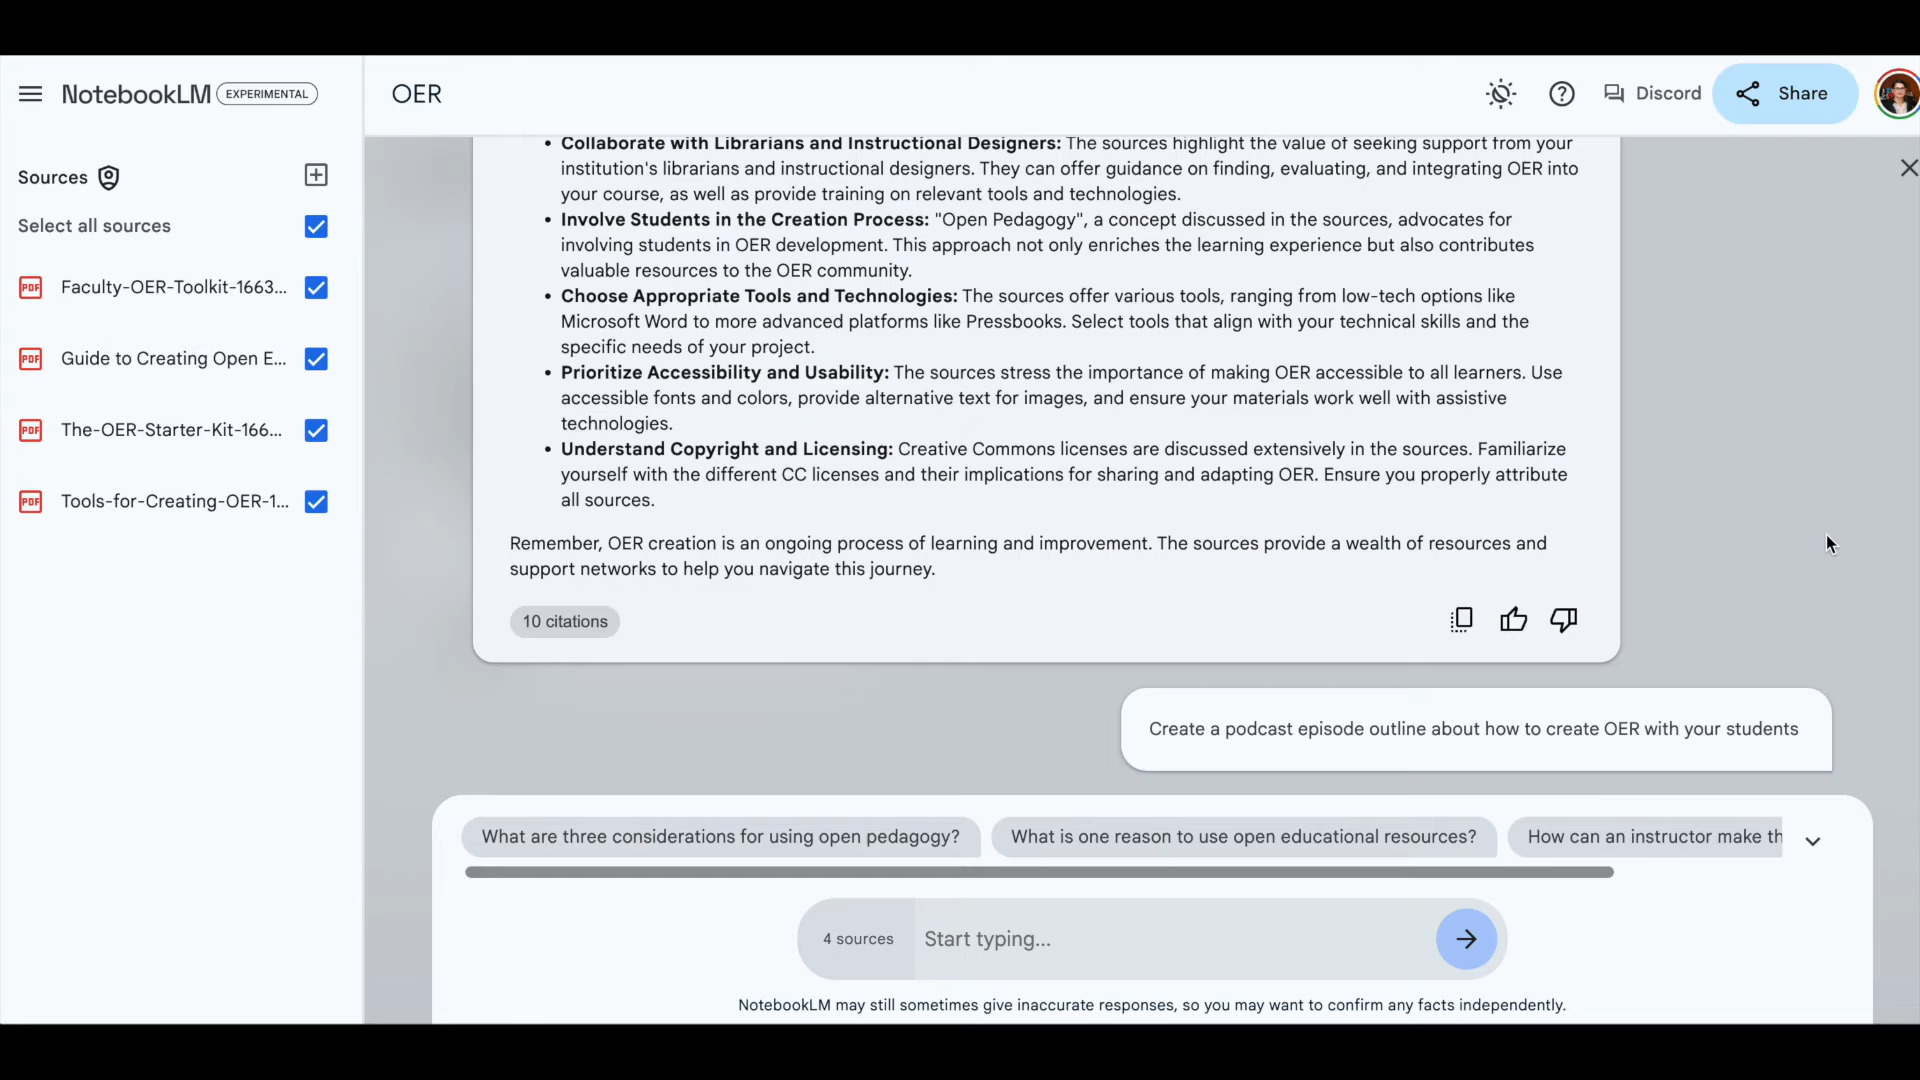 NotebookLM EXPERIMENTAL
OER
Discord
Share
Sources
Select all sources
PDF Faculty-OER-Toolkit-1663...
PDF Guide to Creating Open E...
PDF The-OER-Starter-Kit-166...
PDF Tools-for-Creating-OER-1...
• Collaborate with Librarians and Instructional Designers: The sources highlight the value of seeking support from your
institution's librarians and instructional designers. They can offer guidance on finding, evaluating, and integrating OER into
your course, as well as provide training on relevant tools and technologies.
• Involve Students in the Creation Process: "Open Pedagogy", a concept discussed in the sources, advocates for
involving students in OER development. This approach not only enriches the learning experience but also contributes
valuable resources to the OER community.
• Choose Appropriate Tools and Technologies: The sources offer various tools, ranging from low-tech options like
Microsoft Word to more advanced platforms like Pressbooks. Select tools that align with your technical skills and the
specific needs of your project.
• Prioritize Accessibility and Usability: The sources stress the importance of making OER accessible to all learners. Use
accessible fonts and colors, provide alternative text for images, and ensure your materials work well with assistive
technologies.
• Understand Copyright and Licensing: Creative Commons licenses are discussed extensively in the sources. Familiarize
yourself with the different CC licenses and their implications for sharing and adapting OER. Ensure you properly attribute
all sources.
Remember, OER creation is an ongoing process of learning and improvement. The sources provide a wealth of resources and
support networks to help you navigate this journey.
10 citations
Create a podcast episode outline about how to create OER with your students
What are three considerations for using open pedagogy?
What is one reason to use open educational resources?
How can an instructor make th
4 sources
Start typing...
NotebookLM may still sometimes give inaccurate responses, so you may want to confirm any facts independently.